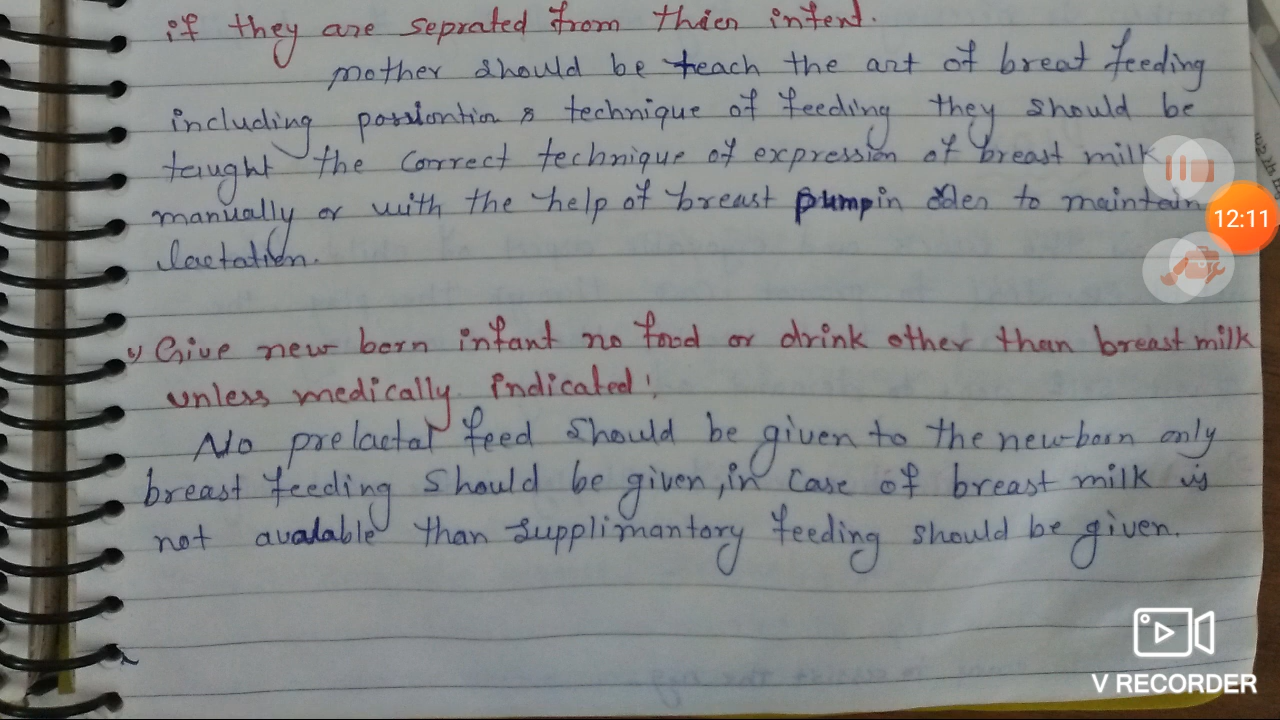 if they are seprated from thier intent.
mother should be teach the art of breat feeding
including posiontion & technique of feeding they should be
taught the correct technique of expression of breast milk
manually or with the help of breast pump in oder to maintain
12:11
lactation.
v) Give new born infant no food or drink other than breast milk
unless medically indicated!
No prelactal feed should be given to the newborn only
breast feeding should be given, in case of breast milk is
not avalable than supplimantory feeding should be given.
V RECORDER